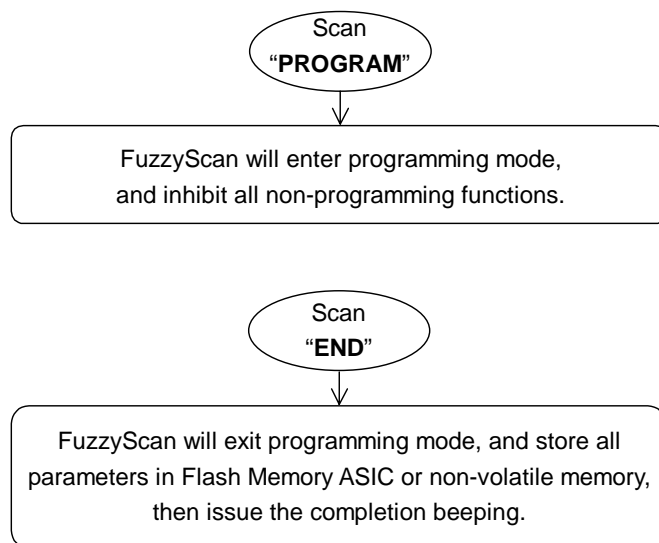 Scan
“PROGRAM”
FuzzyScan will enter programming mode,
and inhibit all non-programming functions.
Scan
“END”
FuzzyScan will exit programming mode, and store all
parameters in Flash Memory ASIC or non-volatile memory,
then issue the completion beeping.